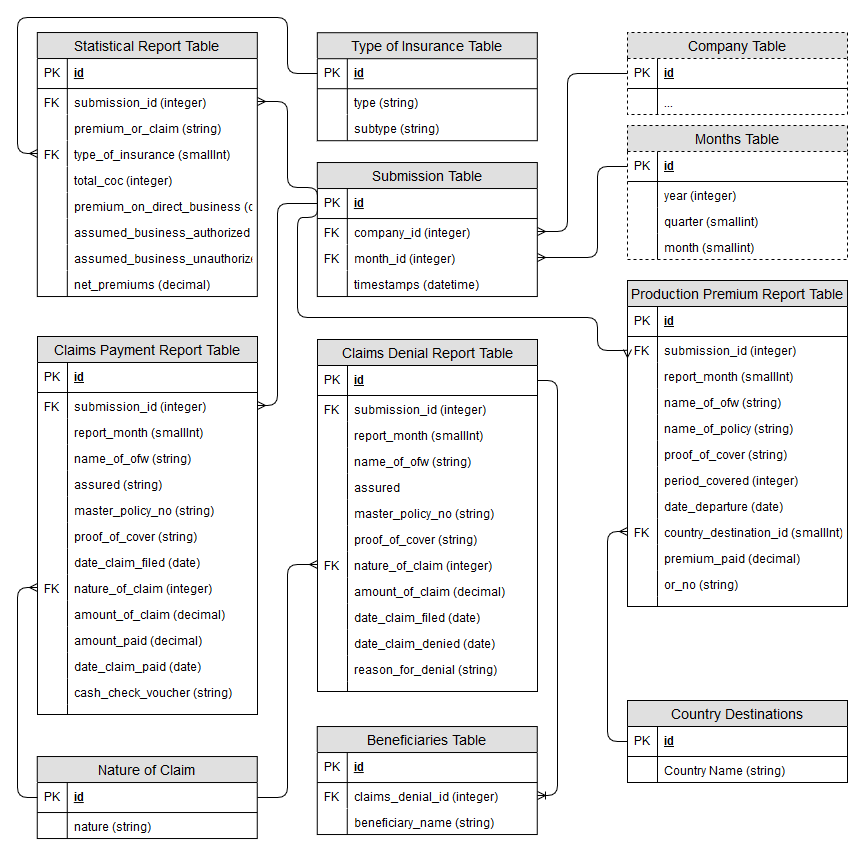 Statistical Report Table
PK id
FK submission_id (integer)
premium_or_claim (string)
FK type_of_insurance (smallInt)
total_coc (integer)
premium_on_direct_business (
assumed_business_authorized
assumed_business_unauthoriz
net_premiums (decimal)
Type of Insurance Table
PK id
type (string)
subtype (string)
Company Table
PK id
...
Months Table
PK id
year (integer)
quarter (smallint)
month (smallint)
Submission Table
PK id
FK company_id (integer)
FK month_id (integer)
timestamps (datetime)
Production Premium Report Table
PK id
FK submission_id (integer)
report_month (smallInt)
name_of_ofw (string)
name_of_policy (string)
proof_of_cover (string)
period_covered (integer)
date_departure (date)
FK country_destination_id (smallInt)
premium_paid (decimal)
or_no (string)
Claims Payment Report Table
PK id
FK submission_id (integer)
report_month (smallInt)
name_of_ofw (string)
assured (string)
master_policy_no (string)
proof_of_cover (string)
date_claim_filed (date)
FK nature_of_claim (integer)
amount_of_claim (decimal)
amount_paid (decimal)
date_claim_paid (date)
cash_check_voucher (string)
Claims Denial Report Table
PK id
FK submission_id (integer)
report_month (smallInt)
name_of_ofw (string)
assured
master_policy_no (string)
proof_of_cover (string)
FK nature_of_claim (integer)
amount_of_claim (decimal)
date_claim_filed (date)
date_claim_denied (date)
reason_for_denial (string)
Nature of Claim
PK id
nature (string)
Beneficiaries Table
PK id
FK claims_denial_id (integer)
beneficiary_name (string)
Country Destinations
PK id
Country Name (string)